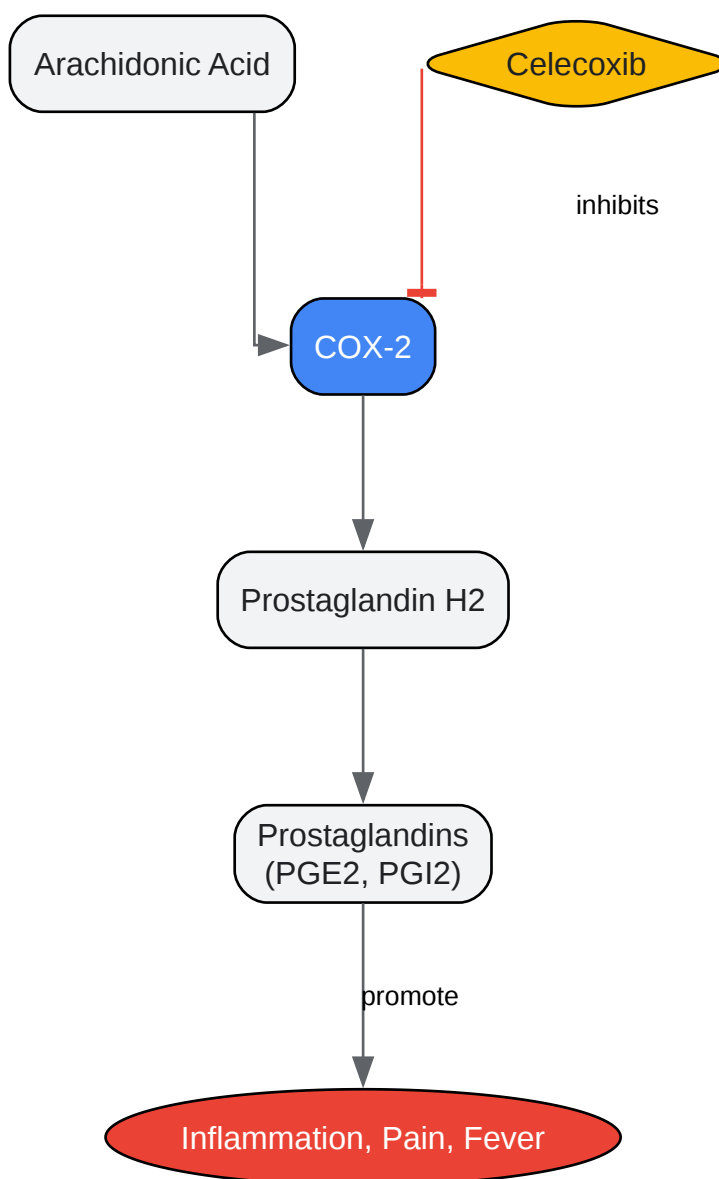 Arachidonic Acid
Celecoxib
inhibits
COX-2
Prostaglandin H2
Prostaglandins
(PGE2, PGI2)
promote
Inflammation, Pain, Fever